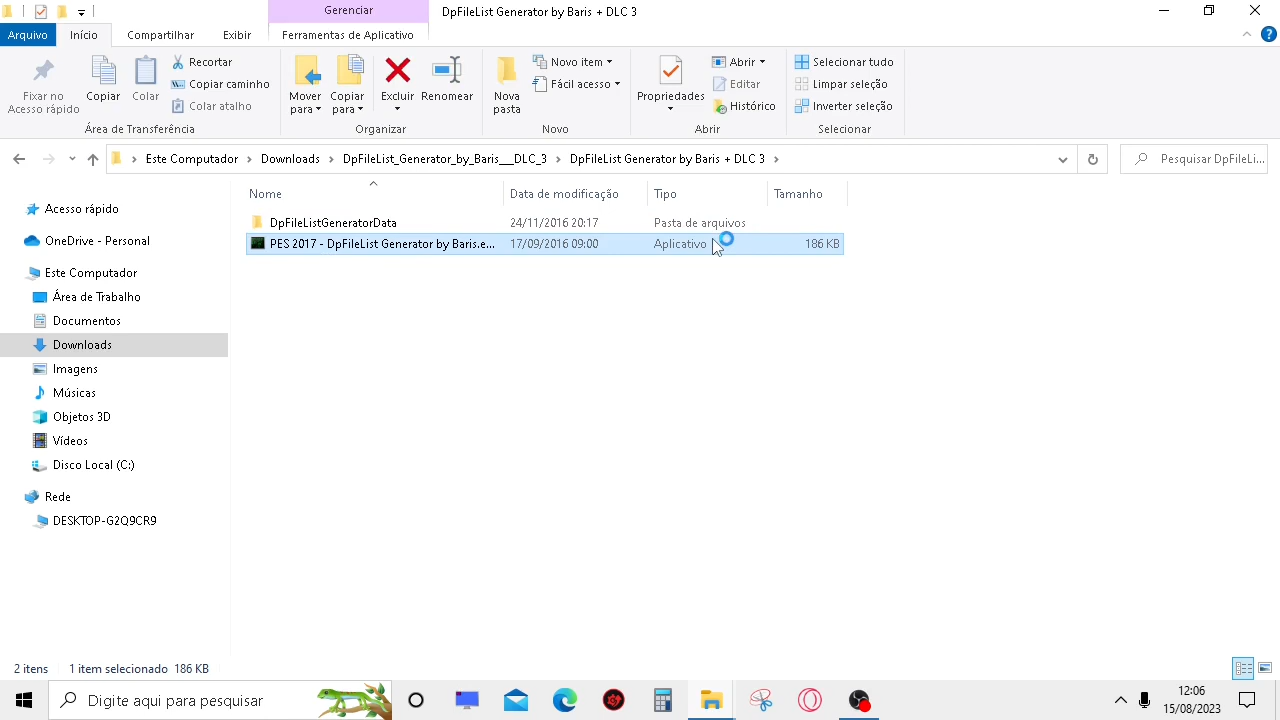 Gerenciar
DpFileList Generator by Baris + DLC 3
Arquivo Início Compartilhar Exibir Ferramentas de Aplicativo
Fixar no Acesso rápido
Copiar
Colar
Recortar
Copiar caminho
Colar atalho
Área de Transferência
Mover para
Copiar para
Excluir
Renomear
Organizar
Nova pasta
Novo item
Fácil acesso
Novo
Propriedades
Abrir
Editar
Histórico
Abrir
Selecionar tudo
Limpar seleção
Inverter seleção
Selecionar
Este Computador > Downloads > DpFileList_Generator_by_Baris___DLC_3 > DpFileList Generator by Baris + DLC 3 >
Pesquisar DpFileLi...
Nome Data de modificação Tipo Tamanho
DpFileListGeneratorData 24/11/2016 20:17 Pasta de arquivos
PES 2017 - DpFileList Generator by Baris.e... 17/09/2016 09:00 Aplicativo 186 KB
Acesso rápido
OneDrive - Personal
Este Computador
Área de Trabalho
Documentos
Downloads
Imagens
Músicas
Objetos 3D
Vídeos
Disco Local (C:)
Rede
DESKTOP-G2Q9CR9
2 itens 1 item selecionado 186 KB
Digite aqui para pesquisar
12:06
15/08/2023